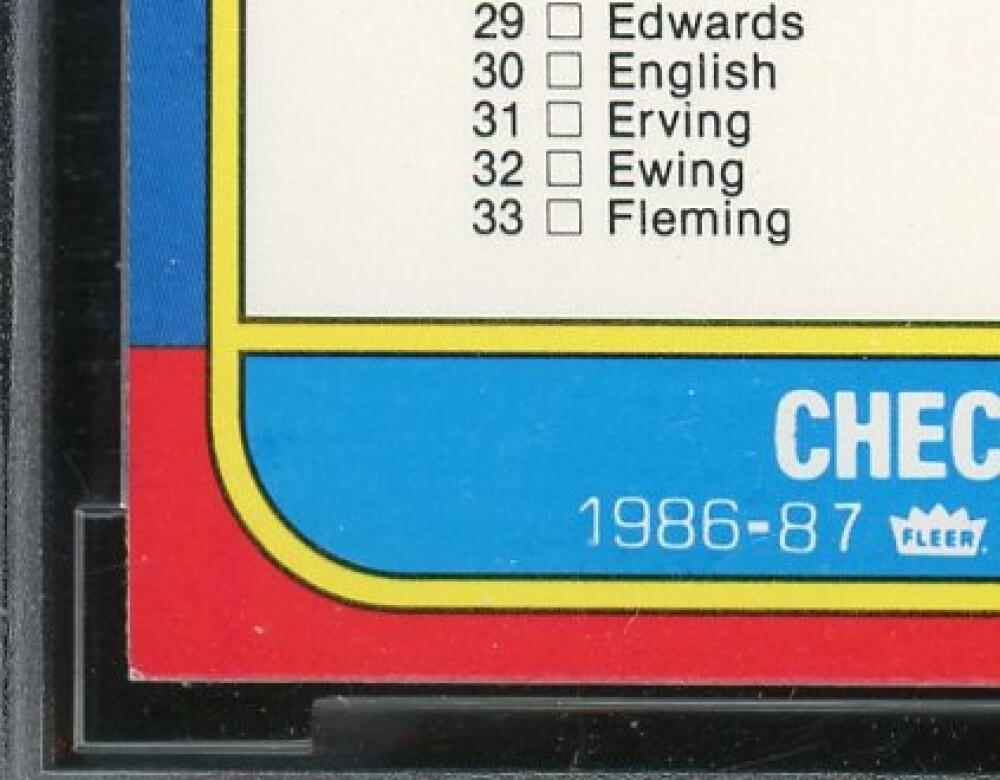 29 □ Edwards
30 □ English
31 □ Erving
32 □ Ewing
33 □ Fleming
CHEC
1986-87 FLEER.